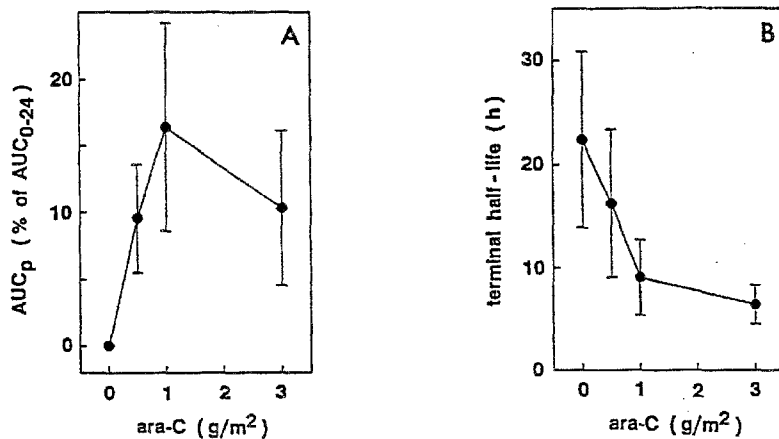 A
20
10
0
AUCp ( % of AUC0-24)
0 1 2 3
ara-C ( g/m2 )
B
30
20
10
0
terminal half-life ( h )
0 1 2 3
ara-C ( g/m2 )